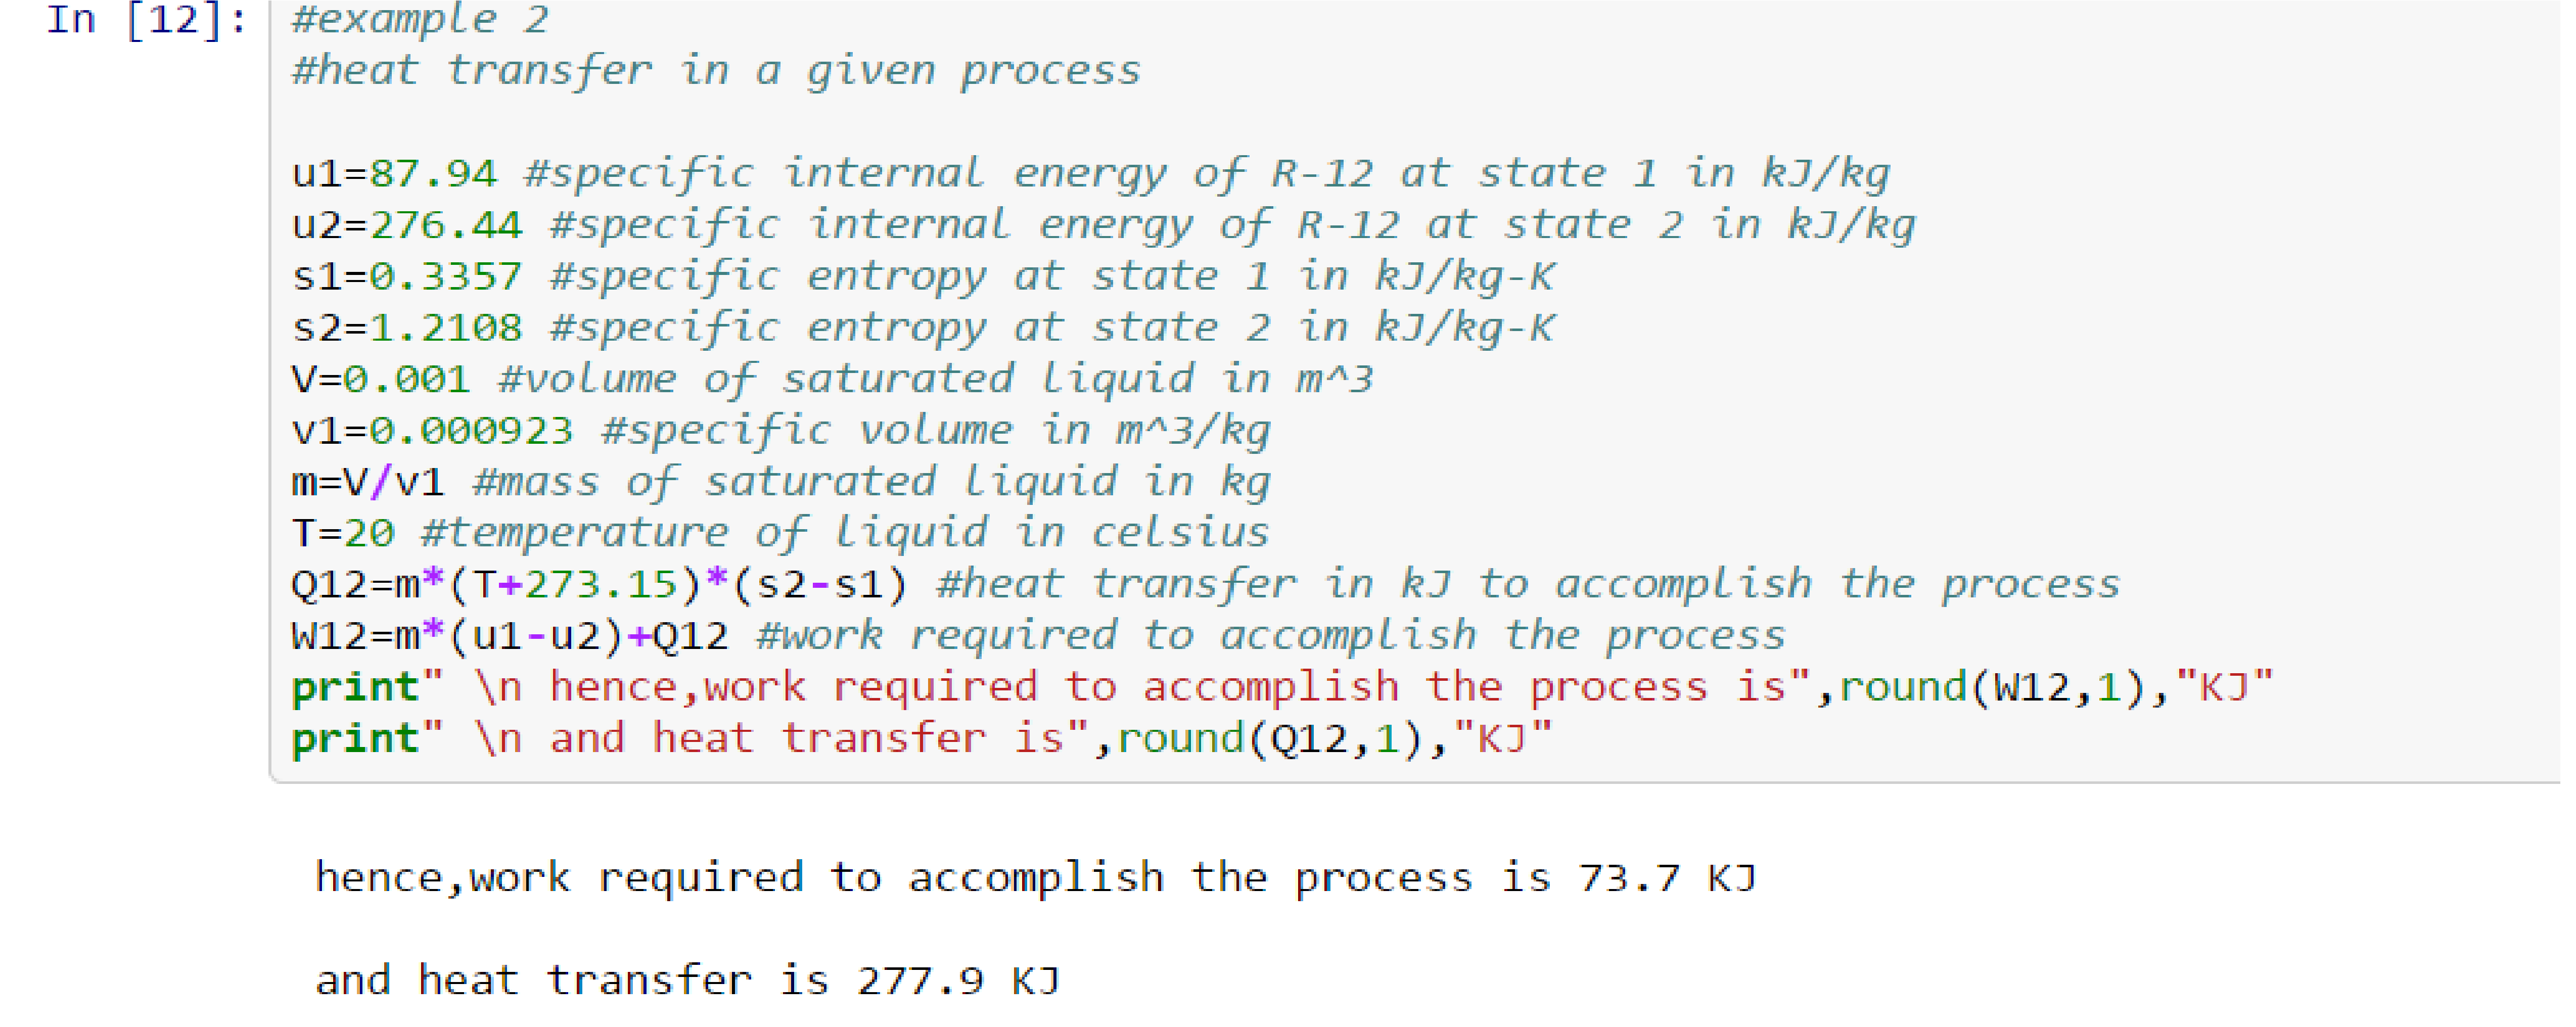 In [12]: #example 2
#heat transfer in a given process
u1=87.94 #specific internal energy of R-12 at state 1 in kJ/kg
u2=276.44 #specific internal energy of R-12 at state 2 in kJ/kg
s1=0.3357 #specific entropy at state 1 in kJ/kg-K
s2=1.2108 #specific entropy at state 2 in kJ/kg-K
V=0.001 #volume of saturated liquid in m^3
v1=0.000923 #specific volume in m^3/kg
m=V/v1 #mass of saturated liquid in kg
T=20 #temperature of liquid in celsius
Q12=m*(T+273.15)*(s2-s1) #heat transfer in kJ to accomplish the process
W12=m*(u1-u2)+Q12 #work required to accomplish the process
print" \n hence,work required to accomplish the process is",round(W12,1),"KJ"
print" \n and heat transfer is",round(Q12,1),"KJ"
hence,work required to accomplish the process is 73.7 KJ
and heat transfer is 277.9 KJ